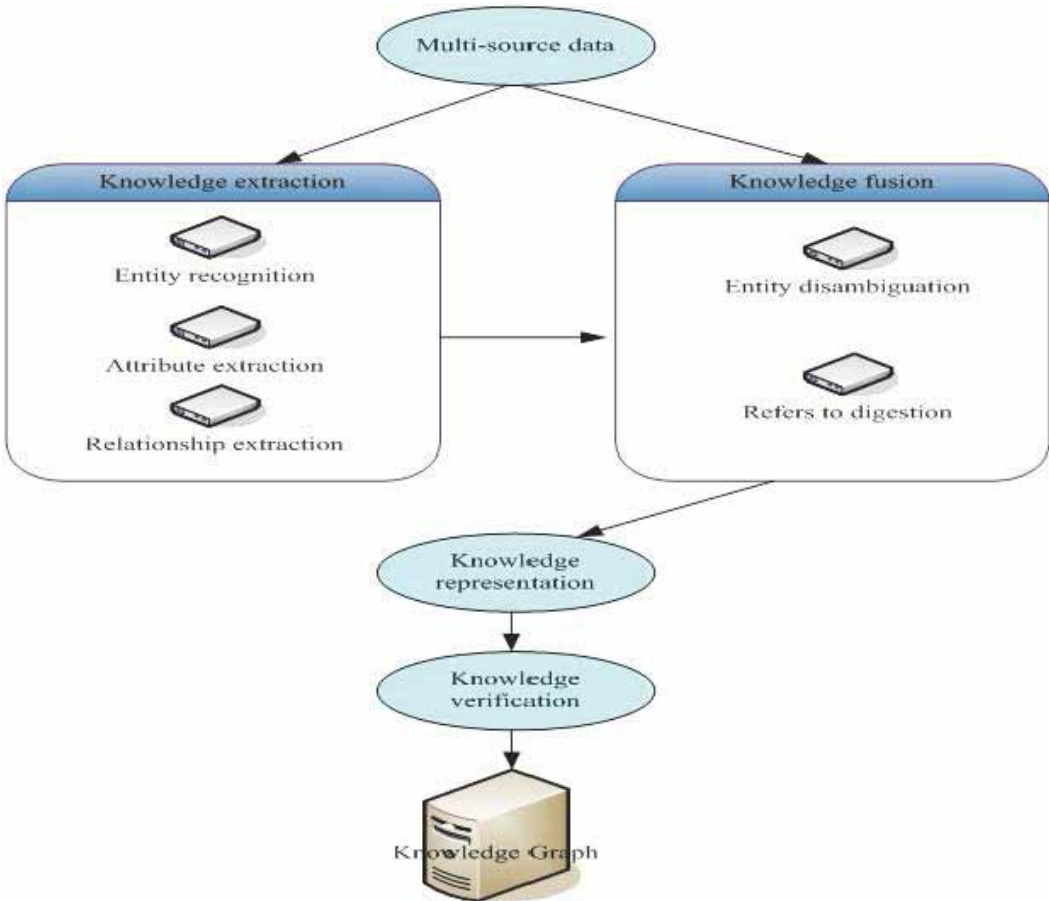 Multi-source data
Knowledge extraction
Entity recognition
Attribute extraction
Relationship extraction
Knowledge fusion
Entity disambiguation
Refers to digestion
Knowledge
representation
Knowledge
verification
Knowledge Graph